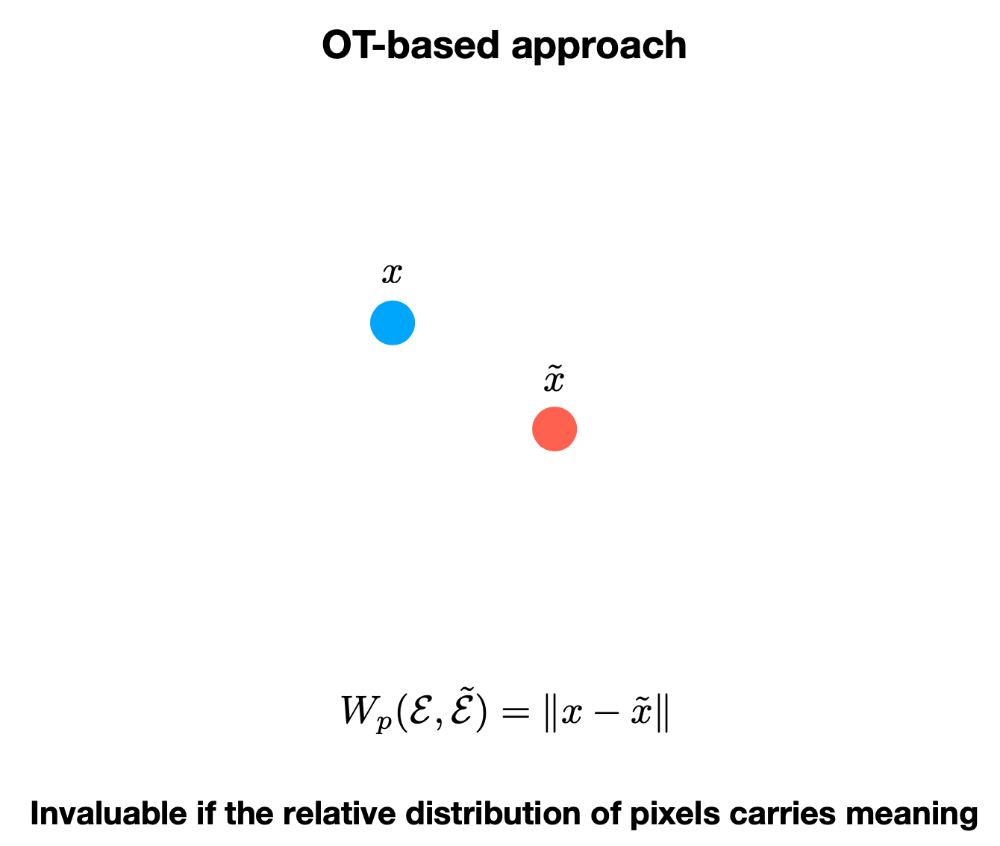 OT-based approach
x
x̃
W_p(ℰ, ℰ̃) = ‖x − x̃‖
Invaluable if the relative distribution of pixels carries meaning